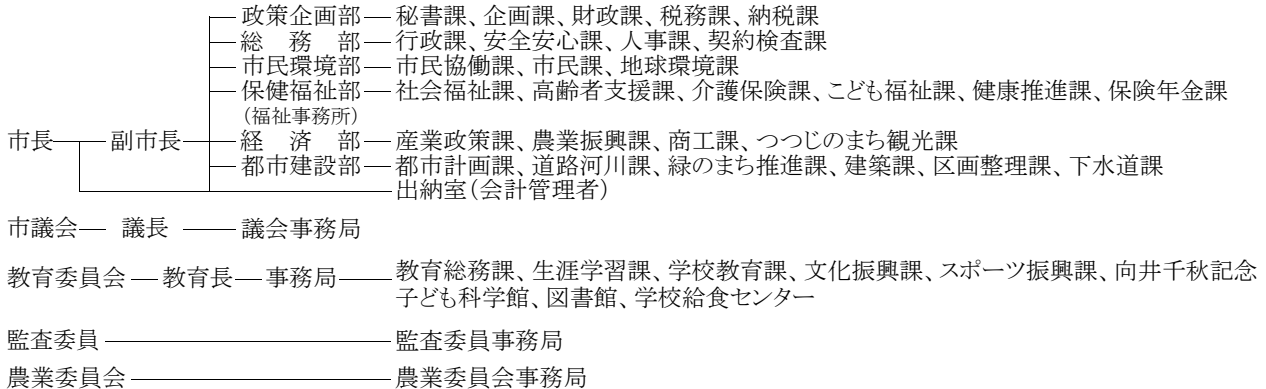 政策企画部 秘書課、企画課、財政課、税務課、納税課
総務部 行政課、安全安心課、人事課、契約検査課
市民環境部 市民協働課、市民課、地球環境課
保健福祉部 社会福祉課、高齢者支援課、介護保険課、こども福祉課、健康推進課、保険年金課
(福祉事務所)
市長 副市長 経済部 産業政策課、農業振興課、商工課、つつじのまち観光課
都市建設部 都市計画課、道路河川課、緑のまち推進課、建築課、区画整理課、下水道課
出納室(会計管理者)
市議会 議長 議会事務局
教育委員会 教育長 事務局 教育総務課、生涯学習課、学校教育課、文化振興課、スポーツ振興課、向井千秋記念
子ども科学館、図書館、学校給食センター
監査委員 監査委員事務局
農業委員会 農業委員会事務局